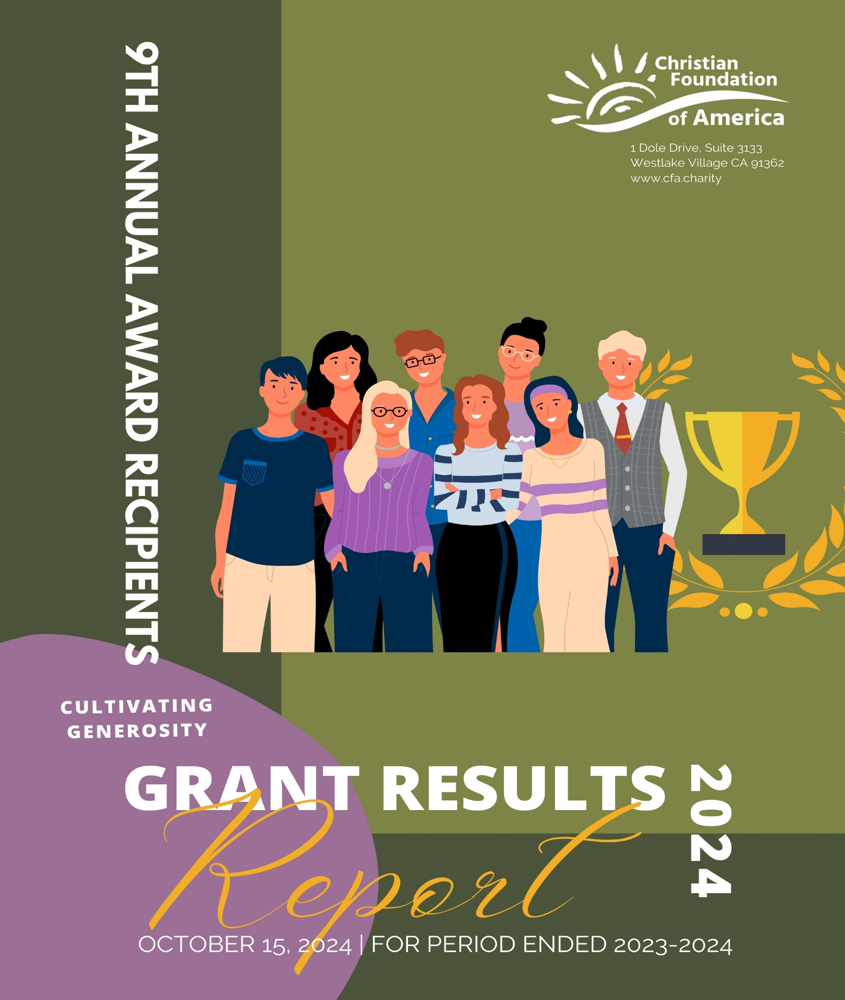 9TH ANNUAL AWARD RECIPIENTS
Christian
Foundation
of America
1 Dole Drive, Suite 3133
Westlake Village CA 91362
www.cfa.charity
CULTIVATING
GENEROSITY
GRANT RESULTS
2024
Report
OCTOBER 15, 2024 | FOR PERIOD ENDED 2023-2024